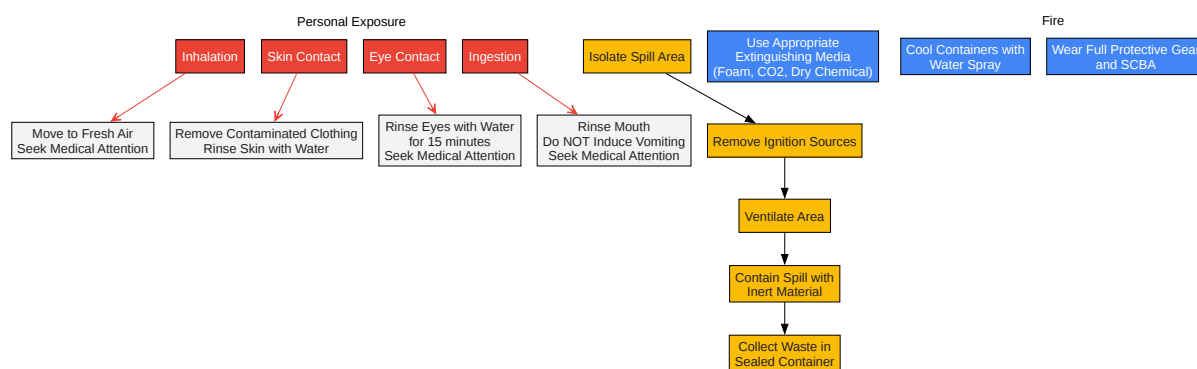 Personal Exposure
Fire
Inhalation
Skin Contact
Eye Contact
Ingestion
Isolate Spill Area
Use Appropriate
Extinguishing Media
(Foam, CO2, Dry Chemical)
Cool Containers with
Water Spray
Wear Full Protective Gear
and SCBA
Move to Fresh Air
Seek Medical Attention
Remove Contaminated Clothing
Rinse Skin with Water
Rinse Eyes with Water
for 15 minutes
Seek Medical Attention
Rinse Mouth
Do NOT Induce Vomiting
Seek Medical Attention
Remove Ignition Sources
Ventilate Area
Contain Spill with
Inert Material
Collect Waste in
Sealed Container